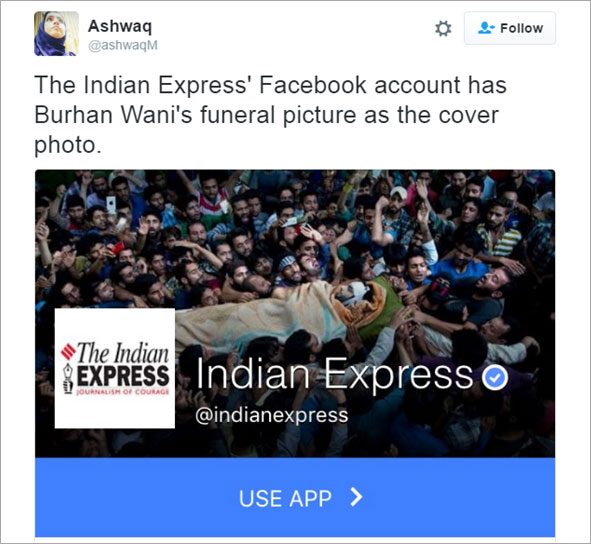 Ashwaq
@ashwaqM
Follow
The Indian Express' Facebook account has
Burhan Wani's funeral picture as the cover
photo.
The Indian
EXPRESS
JOURNALISM OF COURAGE
Indian Express
@indianexpress
USE APP